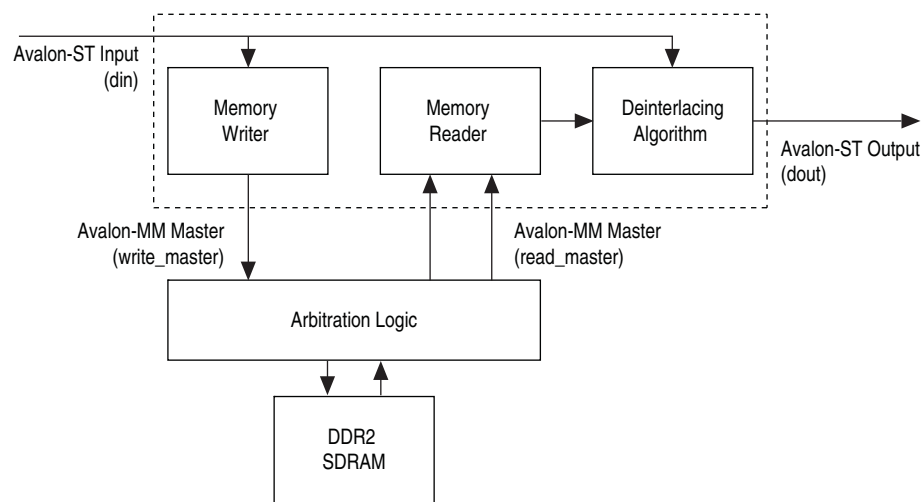 Avalon-ST Input
(din)
Memory
Writer
Memory
Reader
Deinterlacing
Algorithm
Avalon-ST Output
(dout)
Avalon-MM Master
(write_master)
Avalon-MM Master
(read_master)
Arbitration Logic
DDR2
SDRAM